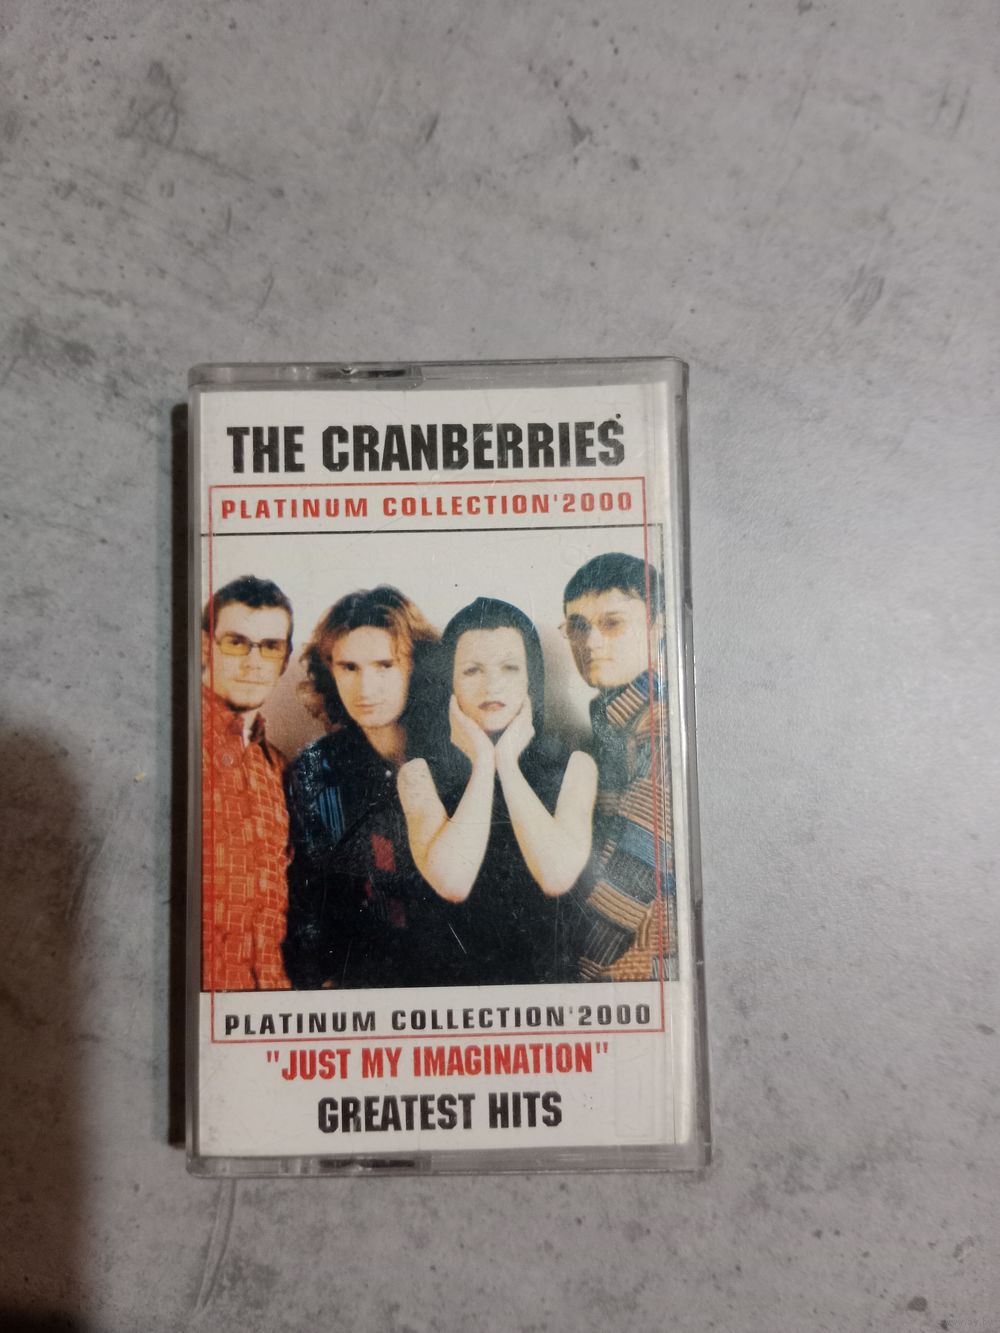 THE CRANBERRIES
PLATINUM COLLECTION'2000
PLATINUM COLLECTION'2000
"JUST MY IMAGINATION"
GREATEST HITS